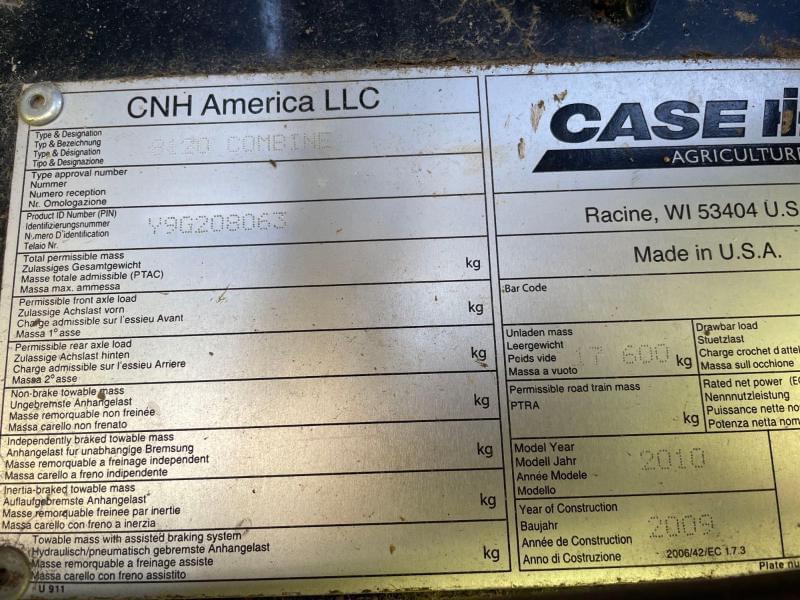 CNH America LLC
Type & Designation
Typ & Bezeichnung
Type & Désignation
Tipo & Designazione
8120 COMBINE
Type approval number
Nummer
Numero reception
Nr. Omologazione
Product ID Number (PIN)
Identifizierungsnummer
Numero D'identification
Telaio Nr.
Y9G208063
Total permissible mass
Zulassiges Gesamtgewicht
Masse totale admissible (PTAC)
Massa max. ammessa
kg
Permissible front axle load
Zulassige Achslast vorn
Charge admissible sur l'essieu Avant
Massa 1° asse
kg
Permissible rear axle load
Zulassige Achslast hinten
Charge admissible sur l'essieu Arriere
Massa 2° asse
kg
Non-brake towable mass
Ungebremste Anhangelast
Masse remorquable non freinée
Massa carello non frenato
kg
Independently braked towable mass
Anhangelast fur unabhangige Bremsung
Masse remorquable a freinage independent
Massa carello a freno indipendente
kg
Inertia-braked towable mass
Auflaufgebremste Anhangelast
Masse remorquable freinee par inertie
Massa carello con freno a inerzia
kg
Towable mass with assisted braking system
Hydraulisch/pneumatisch gebremste Anhangelast
Masse remorquable a freinage assiste
Massa carello con freno assistito
kg
U 911
CASE IH
AGRICULTURE
Racine, WI 53404 U.S
Made in U.S.A.
Bar Code
Unladen mass
Leergewicht
Poids vide
Massa a vuoto
17 600 kg
Drawbar load
Stuetzlast
Charge crochet d'attel
Massa sull occhione
Permissible road train mass
PTRA
kg
Rated net power (EC
Nennnutzleistung
Puissance nette no
Potenza netta nom
Model Year
Modell Jahr
Année Modele
Modello
2010
Year of Construction
Baujahr
Année de Construction
Anno di Costruzione
2009
2006/42/EC 1.7.3
Plate nu